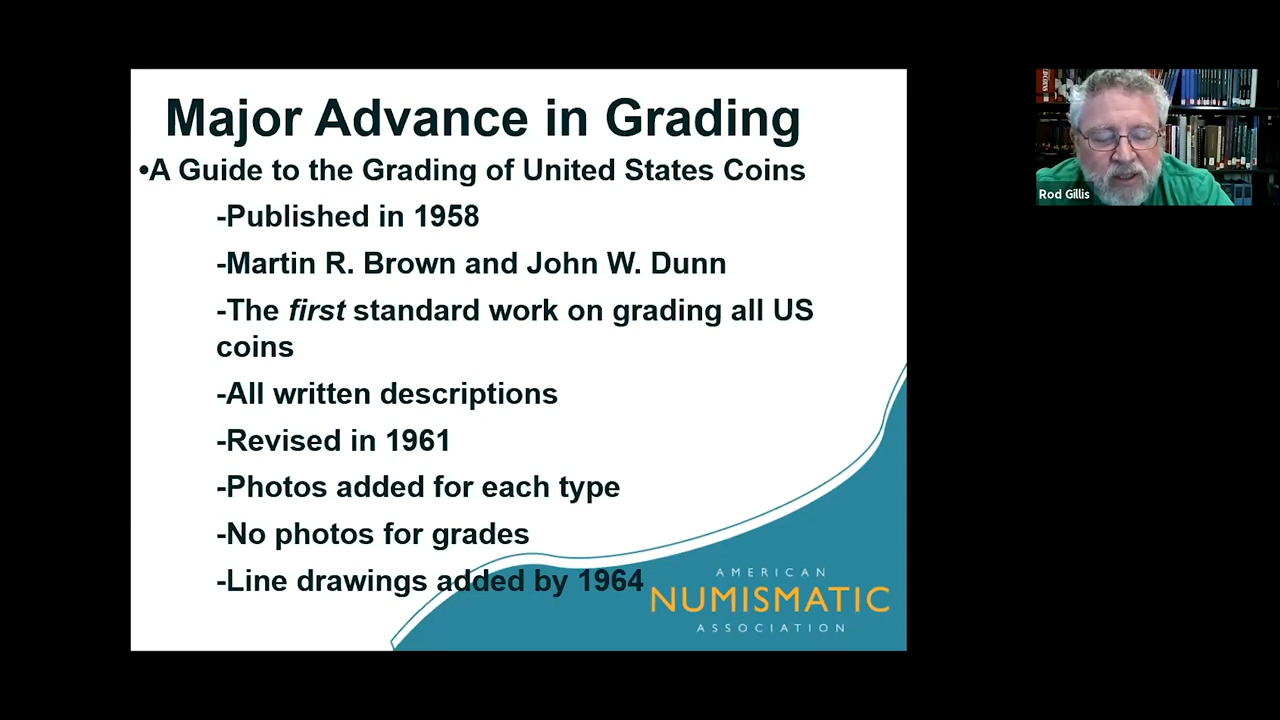 Major Advance in Grading
•A Guide to the Grading of United States Coins
-Published in 1958
-Martin R. Brown and John W. Dunn
-The first standard work on grading all US
coins
-All written descriptions
-Revised in 1961
-Photos added for each type
-No photos for grades
-Line drawings added by 1964
AMERICAN
NUMISMATIC
ASSOCIATION
Rod Gillis